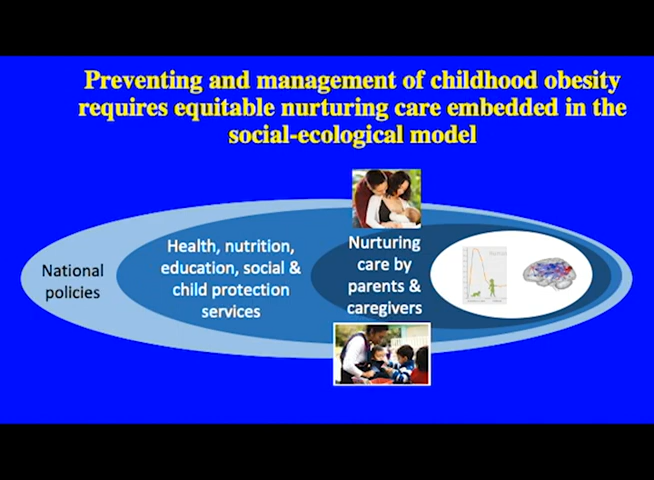 Preventing and management of childhood obesity
requires equitable nurturing care embedded in the
social-ecological model
National
policies
Health, nutrition,
education, social &
child protection
services
Nurturing
care by
parents &
caregivers